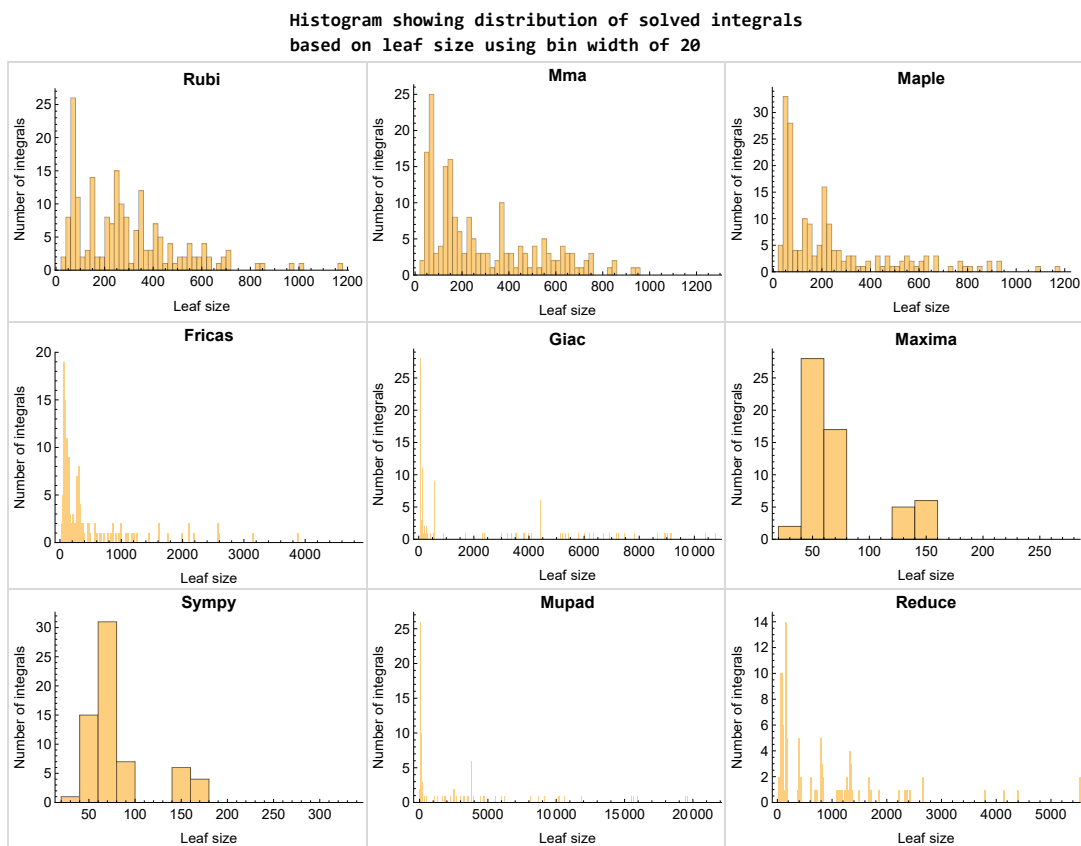 Histogram showing distribution of solved integrals
based on leaf size using bin width of 20
Rubi
Number of integrals
25
20
15
10
5
0
0 200 400 600 800 1000 1200
Leaf size
Mma
Number of integrals
25
20
15
10
5
0
0 200 400 600 800 1000 1200
Leaf size
Maple
Number of integrals
30
25
20
15
10
5
0
0 200 400 600 800 1000 1200
Leaf size
Fricas
Number of integrals
20
15
10
5
0
0 1000 2000 3000 4000
Leaf size
Giac
Number of integrals
25
20
15
10
5
0
0 2000 4000 6000 8000 10000
Leaf size
Maxima
Number of integrals
25
20
15
10
5
0
50 100 150 200 250
Leaf size
Sympy
Number of integrals
30
25
20
15
10
5
0
50 100 150 200 250 300
Leaf size
Mupad
Number of integrals
25
20
15
10
5
0
0 5000 10000 15000 20000
Leaf size
Reduce
Number of integrals
14
12
10
8
6
4
2
0
0 1000 2000 3000 4000 5000
Leaf size